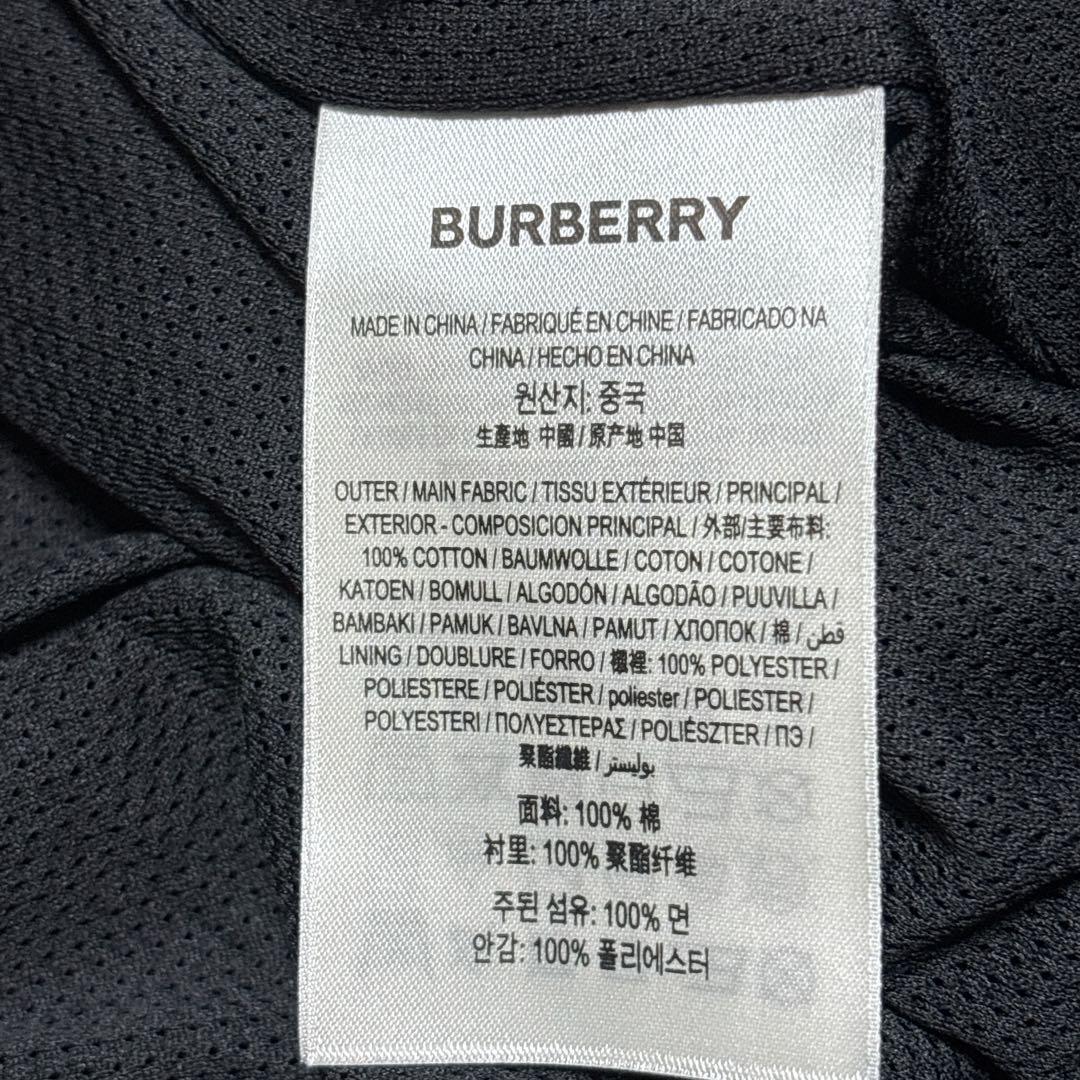 BURBERRY
MADE IN CHINA / FABRIQUÉ EN CHINE / FABRICADO NA
CHINA / HECHO EN CHINA
원산지: 중국
生產地 中國 / 原产地 中国
OUTER / MAIN FABRIC / TISSU EXTÉRIEUR / PRINCIPAL /
EXTERIOR - COMPOSICION PRINCIPAL / 外部/主要布料:
100% COTTON / BAUMWOLLE / COTON / COTONE /
KATOEN / BOMULL / ALGODÓN / ALGODÃO / PUUVILLA /
BAMBAKI / PAMUK / BAVLNA / PAMUT / ХЛОПОК / 棉 / قطن
LINING / DOUBLURE / FORRO / 襯裡: 100% POLYESTER /
POLIESTERE / POLIÉSTER / poliester / POLIESTER /
POLYESTERI / ΠΟΛΥΕΣΤΕΡΑΣ / POLIÉSZTER / ПЭ /
聚酯纖維 / بوليستر
面料: 100% 棉
衬里: 100% 聚酯纤维
주된 섬유: 100% 면
안감: 100% 폴리에스터